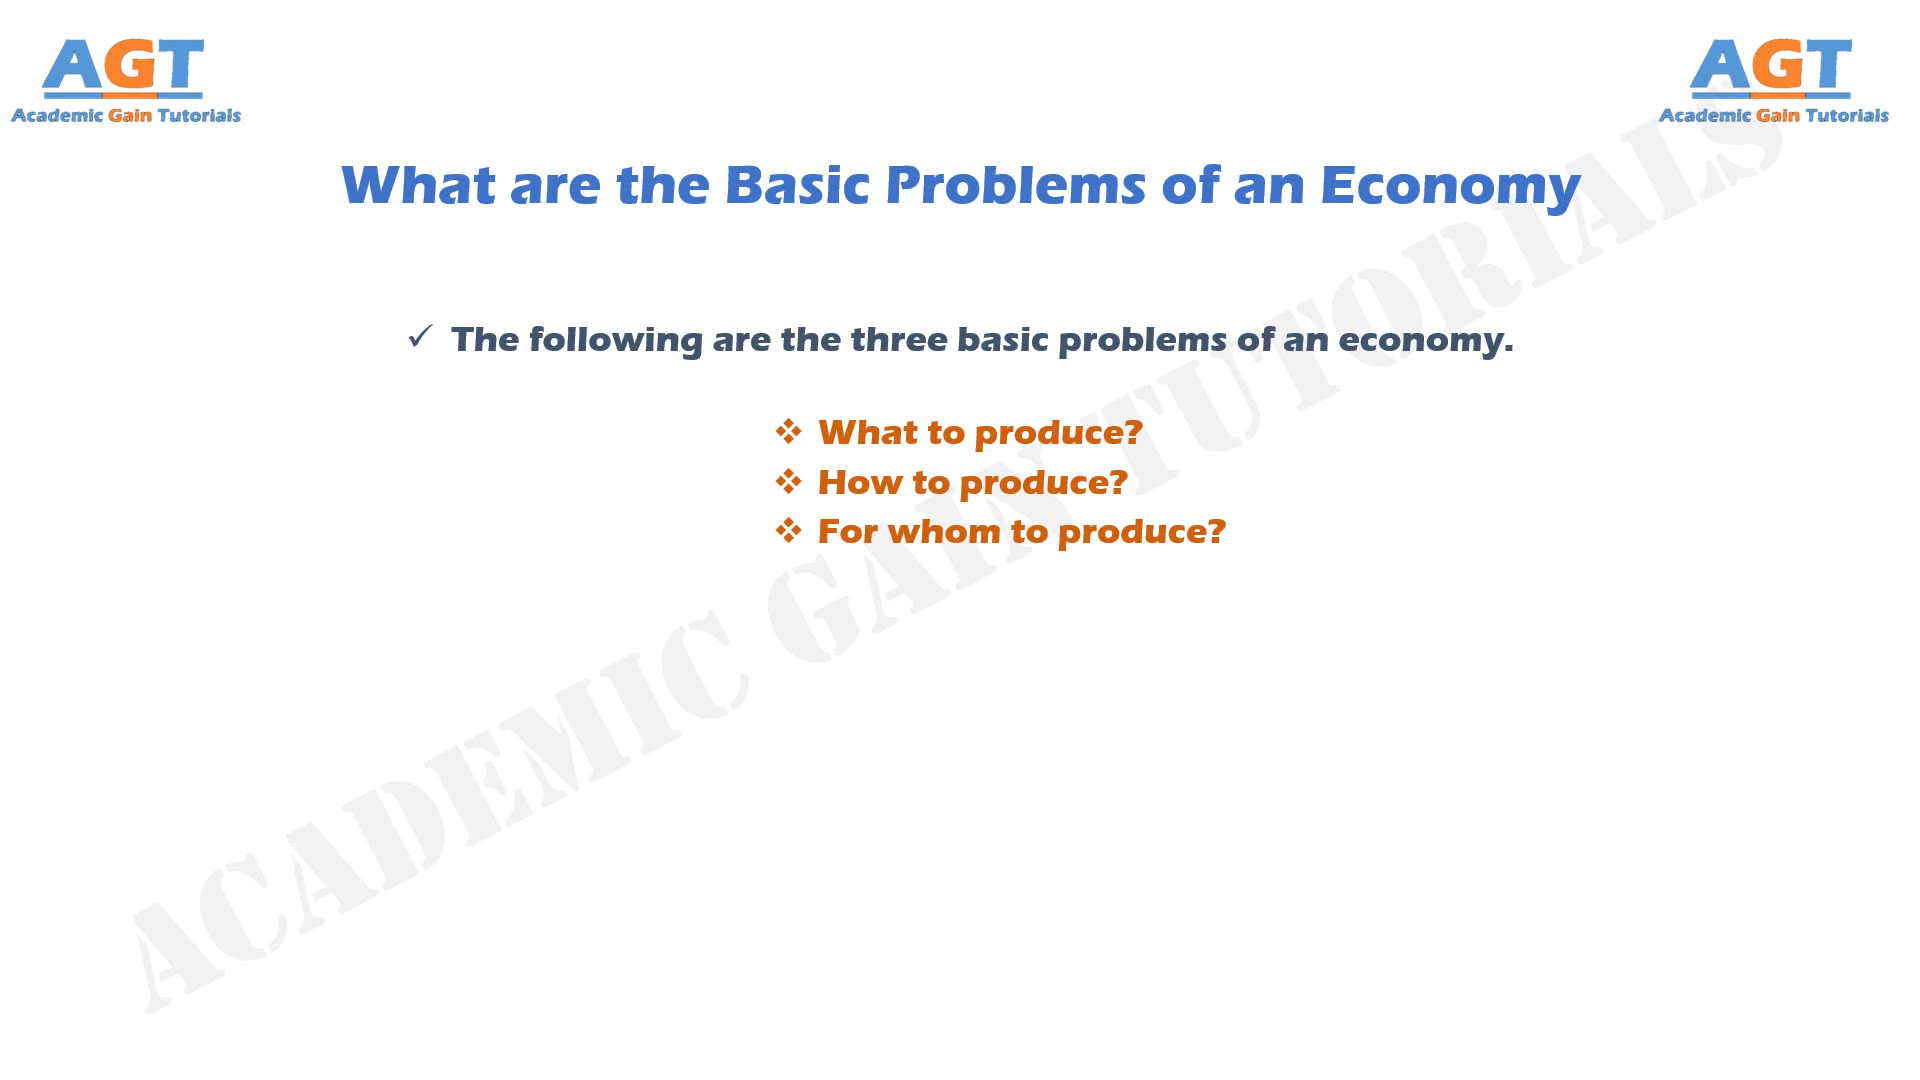 AGT
Academic Gain Tutorials
AGT
Academic Gain Tutorials
What are the Basic Problems of an Economy
✓ The following are the three basic problems of an economy.
❖ What to produce?
❖ How to produce?
❖ For whom to produce?
ACADEMIC GAIN TUTORIALS